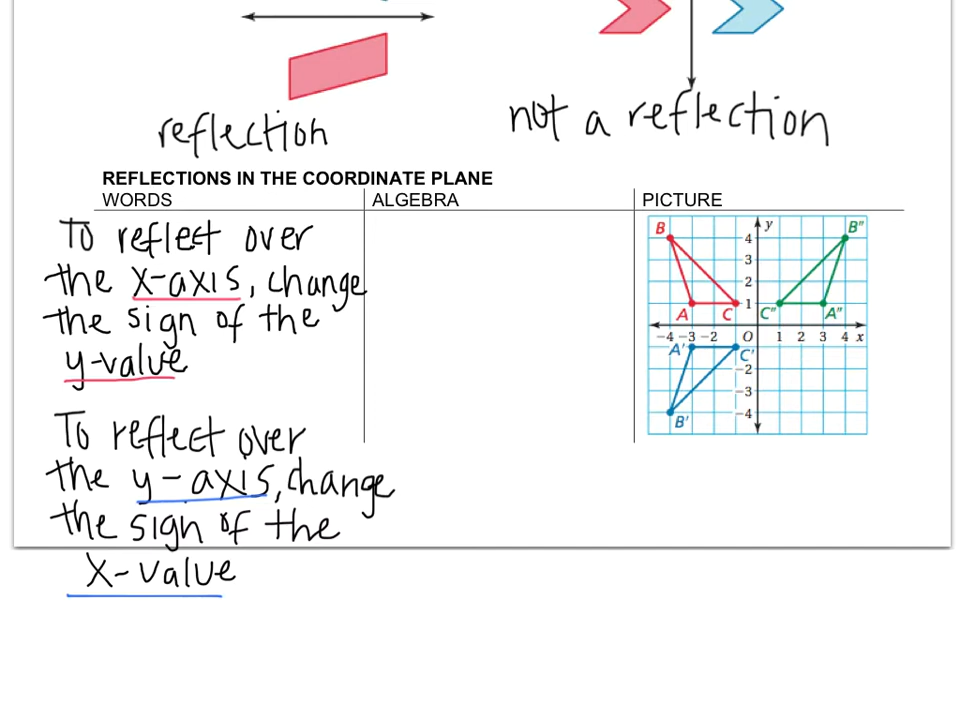 reflection
not a reflection
REFLECTIONS IN THE COORDINATE PLANE
WORDS
ALGEBRA
PICTURE
To reflect over
the x-axis, change
the sign of the
y-value
To reflect over
the y-axis, change
the sign of the
x-value
B
y
B"
4
3
2
1
A
C
C"
A"
-4 -3 -2
O
1 2 3 4 x
A'
C'
-2
-3
-4
B'